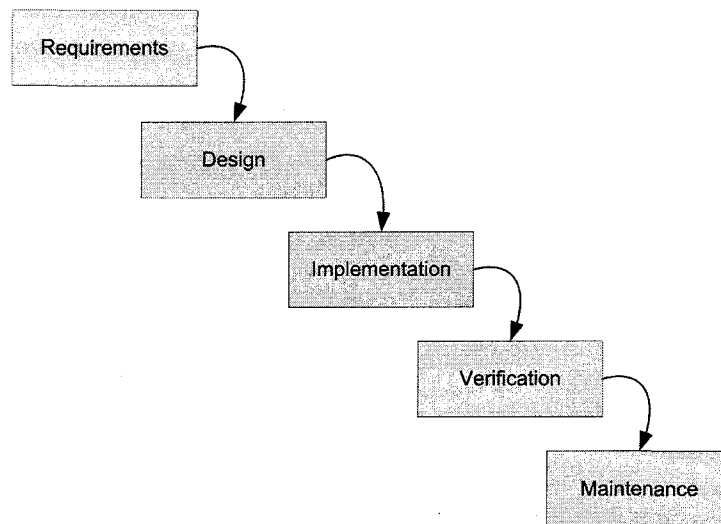 Requirements
Design
Implementation
Verification
Maintenance